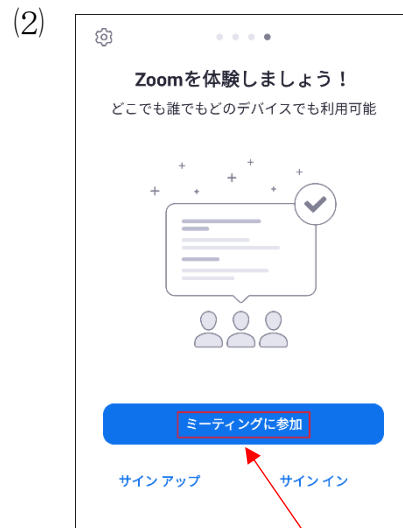 (2)
Zoomを体験しましょう！
どこでも誰でもどのデバイスでも利用可能
ミーティングに参加
サイン アップ
サイン イン